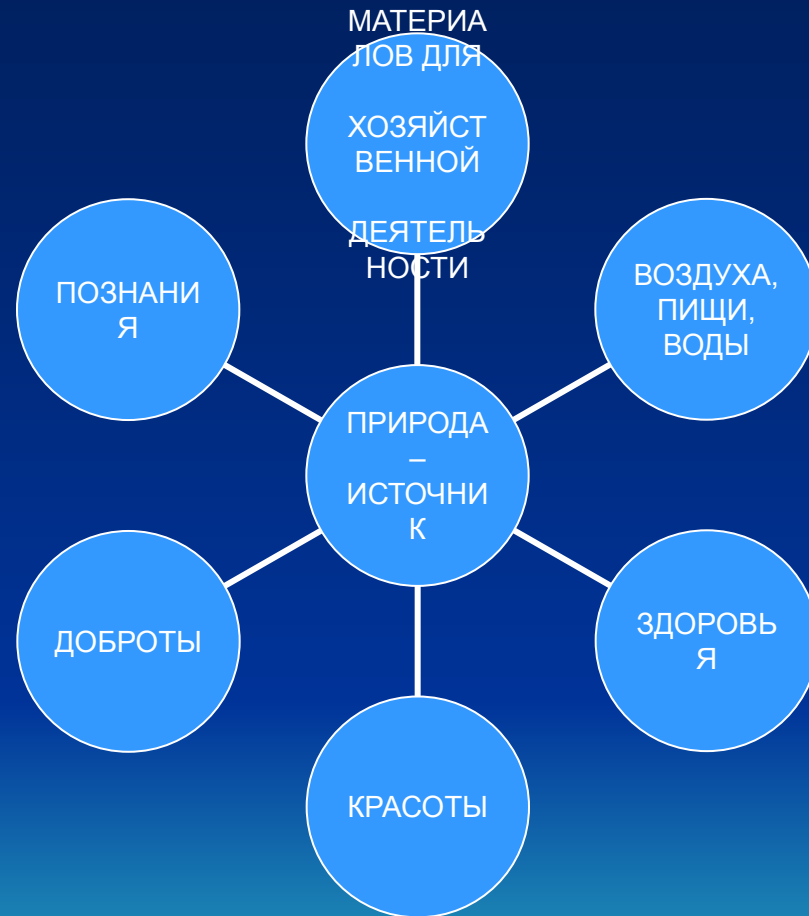 МАТЕРИА
ЛОВ ДЛЯ
ХОЗЯЙСТ
ВЕННОЙ
ДЕЯТЕЛЬ
НОСТИ
ВОЗДУХА,
ПИЩИ,
ВОДЫ
ЗДОРОВЬ
Я
КРАСОТЫ
ДОБРОТЫ
ПОЗНАНИ
Я
ПРИРОДА
–
ИСТОЧНИ
К